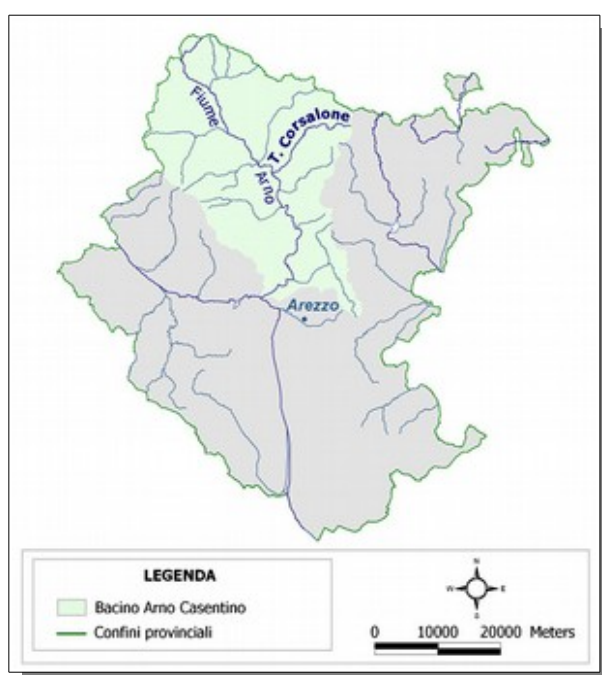 Fiume
T. Corsalone
Arno
Arezzo
LEGENDA
Bacino Arno Casentino
Confini provinciali
N
W E
S
0 10000 20000 Meters